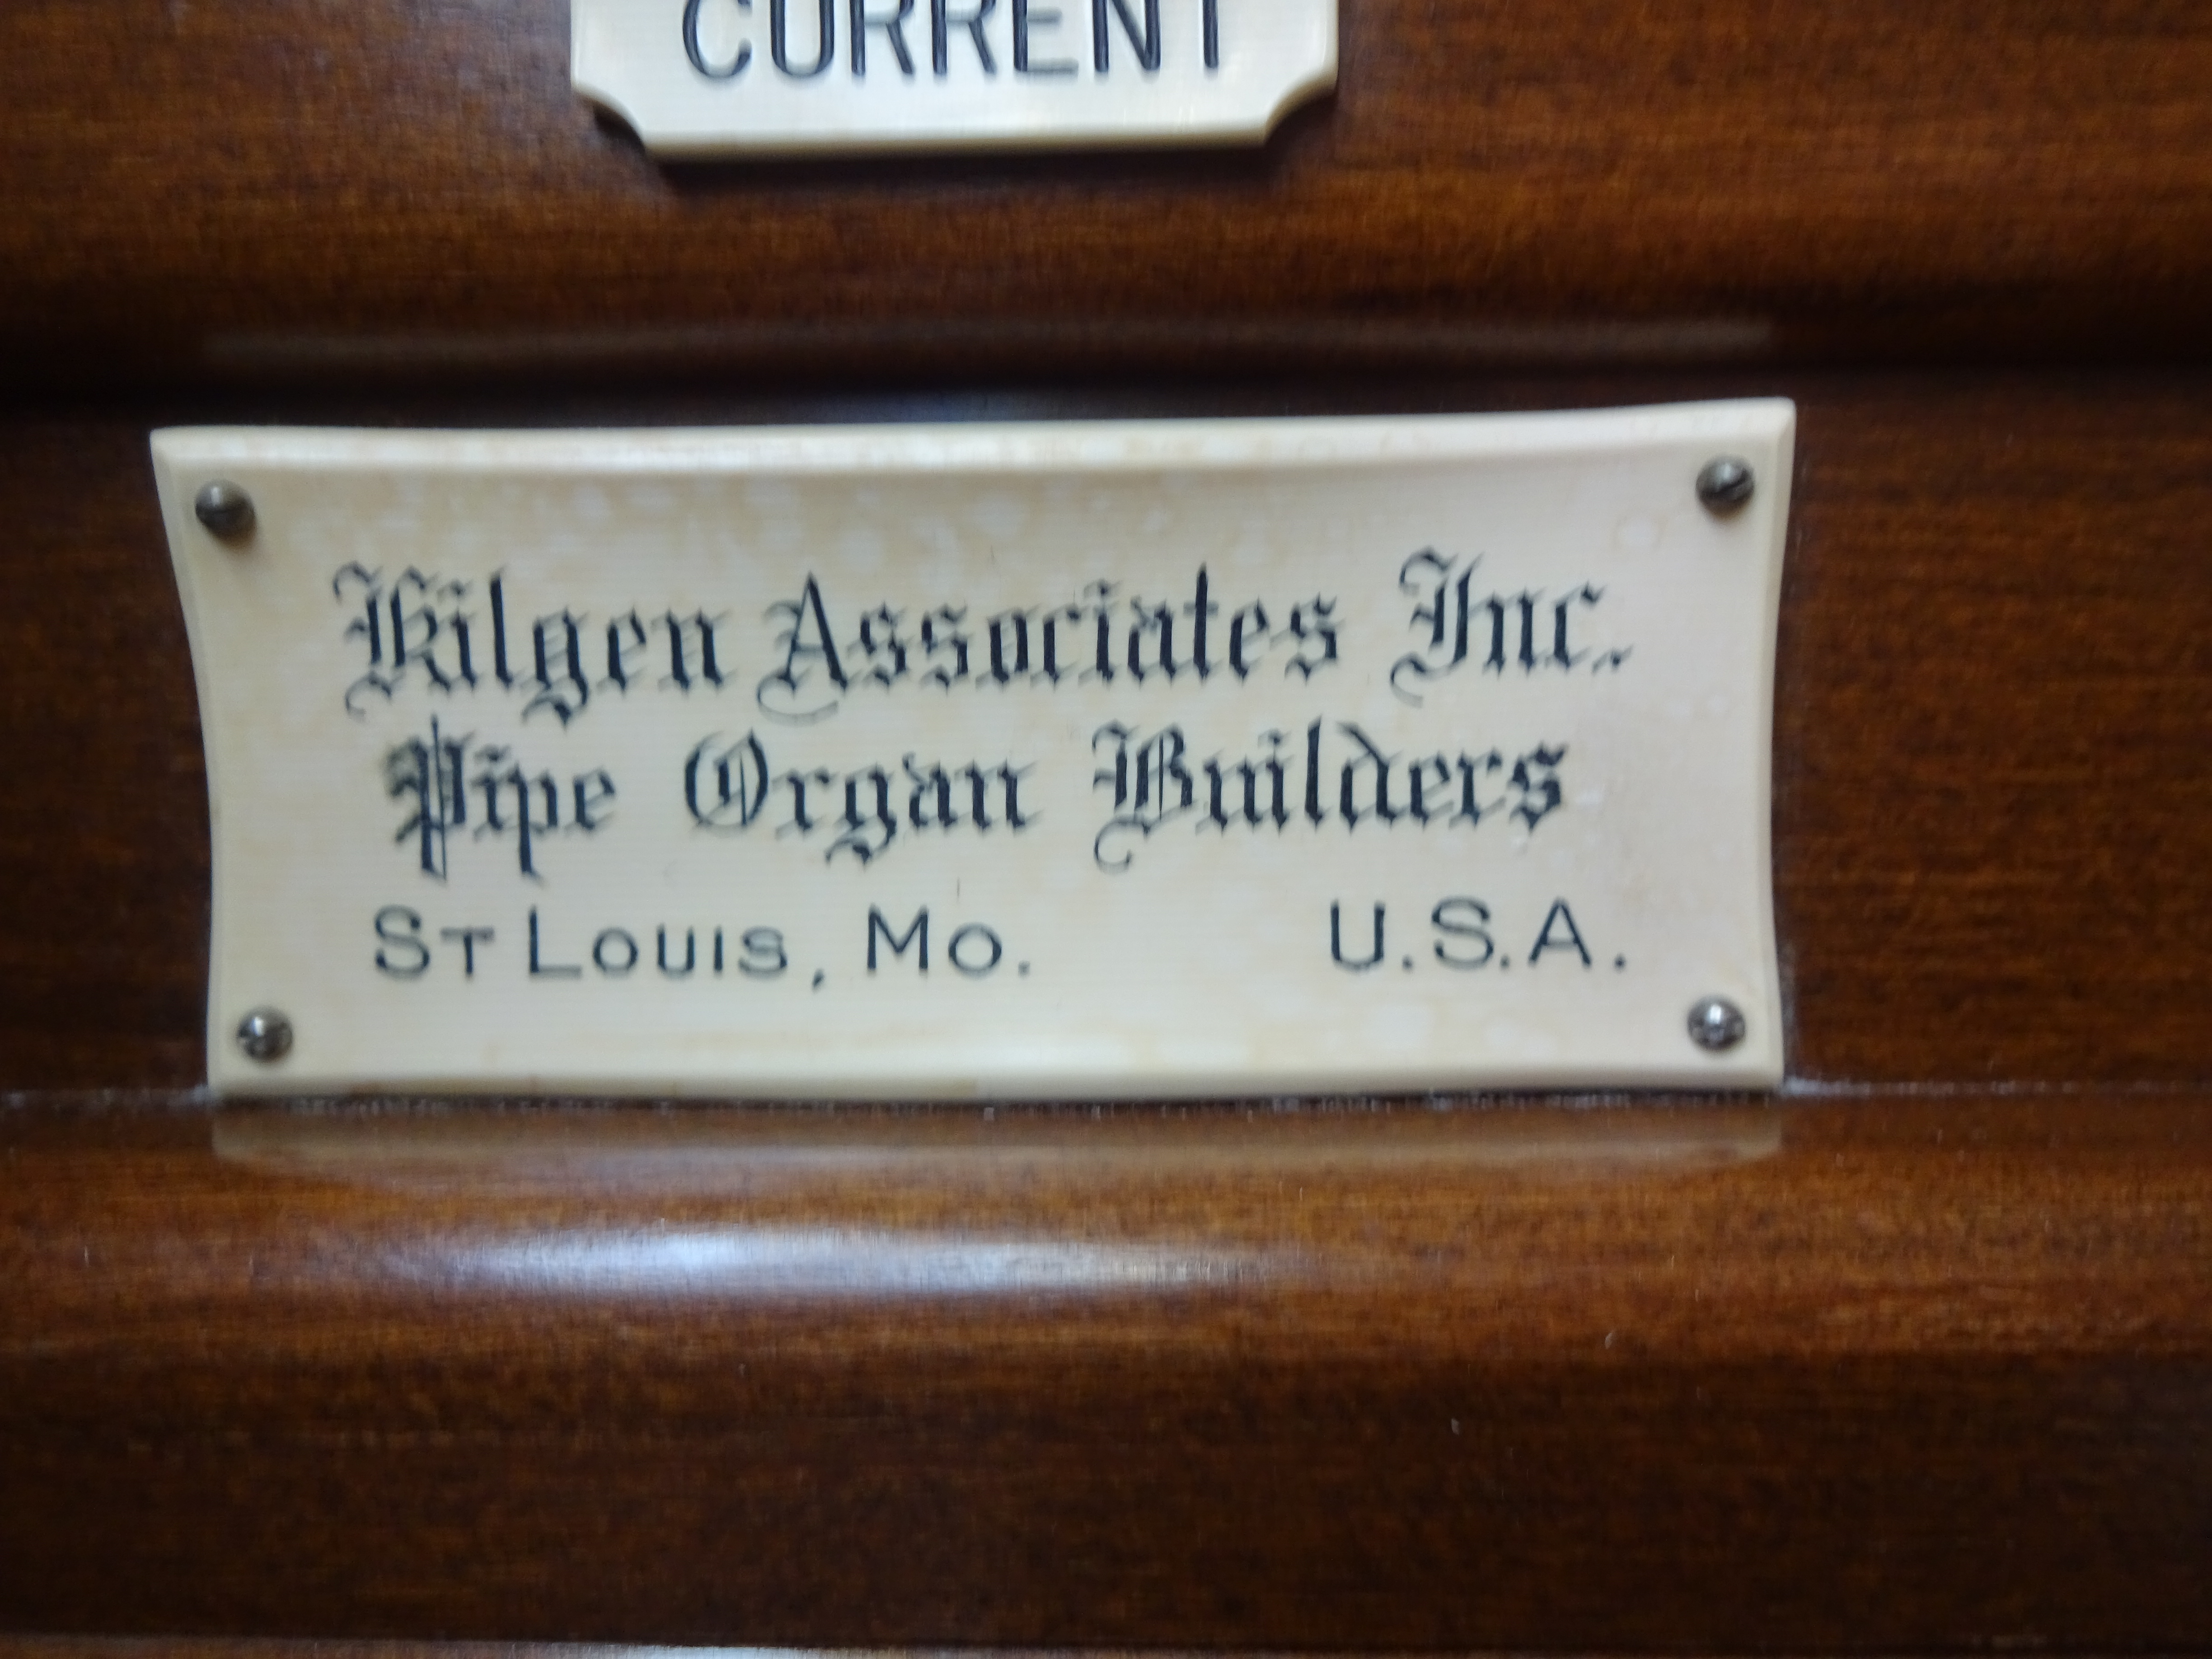 CURRENT
Kilgen Associates Inc.
Pipe Organ Builders
ST LOUIS, MO. U.S.A.